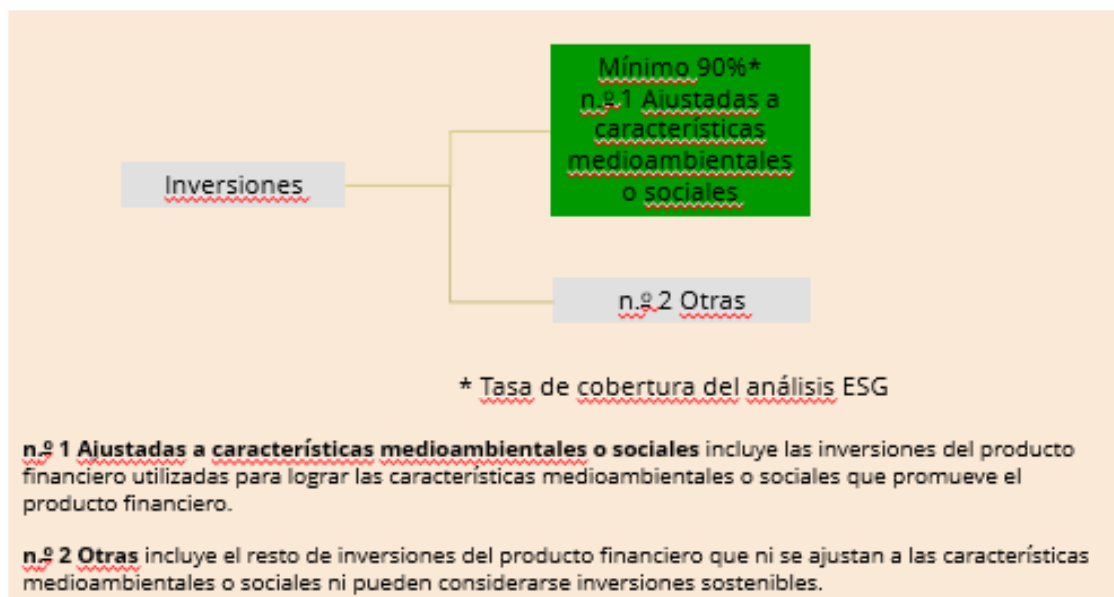 Mínimo 90%*
n.º 1 Ajustadas a
características
medioambientales
o sociales
Inversiones
n.º 2 Otras
* Tasa de cobertura del análisis ESG
n.º 1 Ajustadas a características medioambientales o sociales incluye las inversiones del producto
financiero utilizadas para lograr las características medioambientales o sociales que promueve el
producto financiero.
n.º 2 Otras incluye el resto de inversiones del producto financiero que ni se ajustan a las características
medioambientales o sociales ni pueden considerarse inversiones sostenibles.